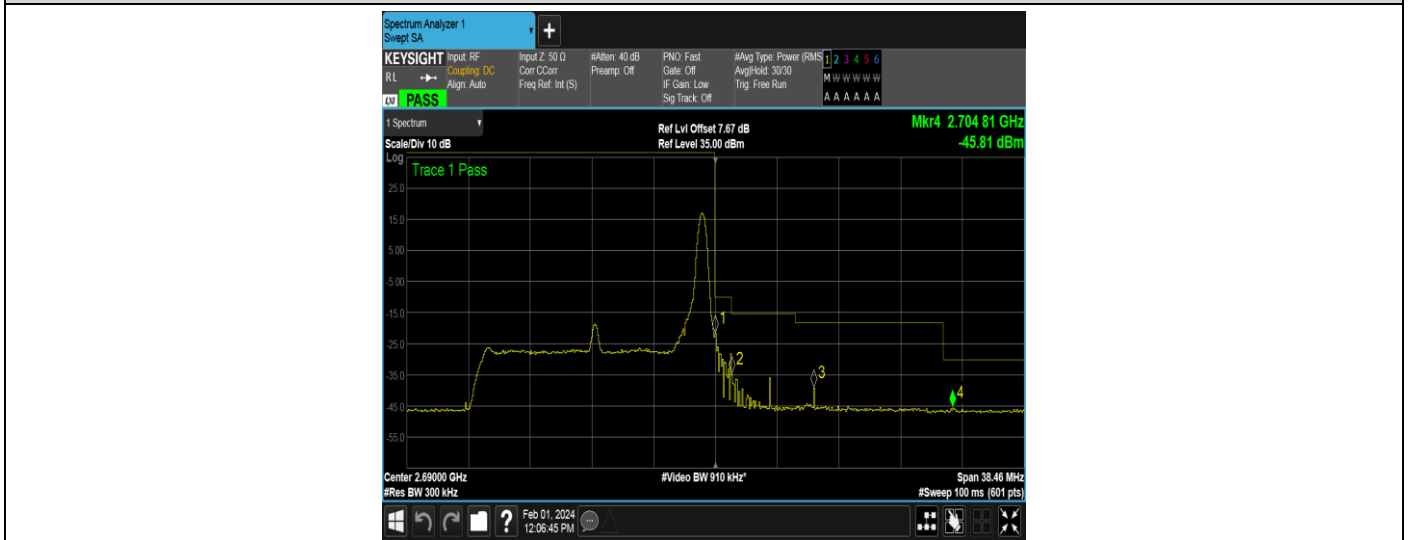 Spectrum Analyzer 1
Swept SA
+
KEYSIGHT
RL
LXI PASS
Input: RF
Coupling: DC
Align: Auto
Input Z: 50 Ω
Corr CCorr
Freq Ref: Int (S)
#Atten: 40 dB
Preamp: Off
PNO: Fast
Gate: Off
IF Gain: Low
Sig Track: Off
#Avg Type: Power (RMS
Avg|Hold: 30/30
Trig: Free Run
1 2 3 4 5 6
M W W W W W
A A A A A A
1 Spectrum
Scale/Div 10 dB
Ref Lvl Offset 7.67 dB
Ref Level 35.00 dBm
Mkr4 2.704 81 GHz
-45.81 dBm
Log
Trace 1 Pass
25.0
15.0
5.00
-5.00
-15.0
-25.0
-35.0
-45.0
-55.0
1
2
3
4
Center 2.69000 GHz
#Res BW 300 kHz
#Video BW 910 kHz*
Span 38.46 MHz
#Sweep 100 ms (601 pts)
?
Feb 01, 2024
12:06:45 PM